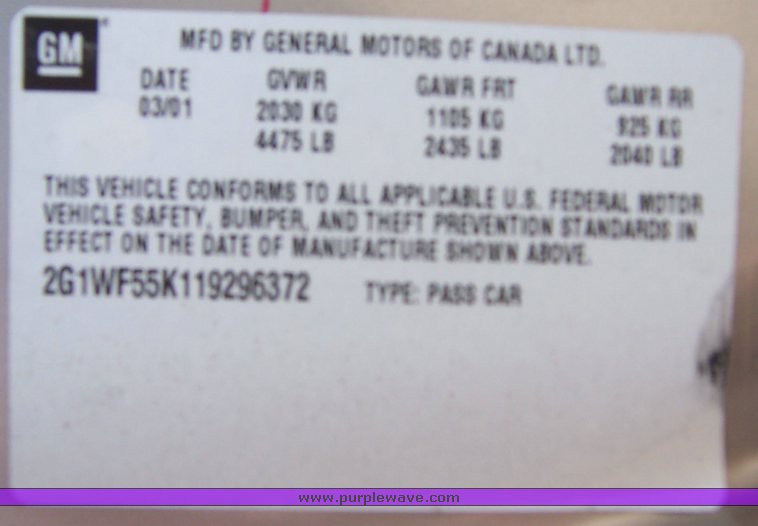 GM ® MFD BY GENERAL MOTORS OF CANADA LTD.
DATE GVWR GAWR FRT GAWR RR
03/01 2030 KG 1105 KG 925 KG
4475 LB 2435 LB 2040 LB
THIS VEHICLE CONFORMS TO ALL APPLICABLE U.S. FEDERAL MOTOR
VEHICLE SAFETY, BUMPER, AND THEFT PREVENTION STANDARDS IN
EFFECT ON THE DATE OF MANUFACTURE SHOWN ABOVE.
2G1WF55K119296372 TYPE: PASS CAR
www.purplewave.com